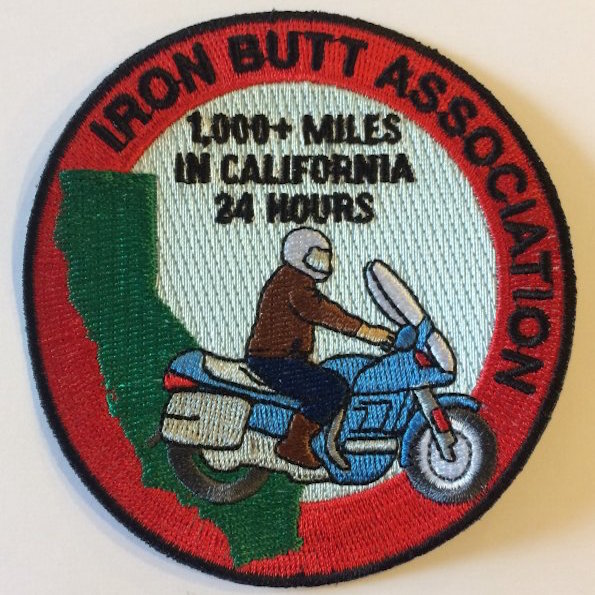 IRON BUTT ASSOCIATION
1,000+ MILES
IN CALIFORNIA
24 HOURS